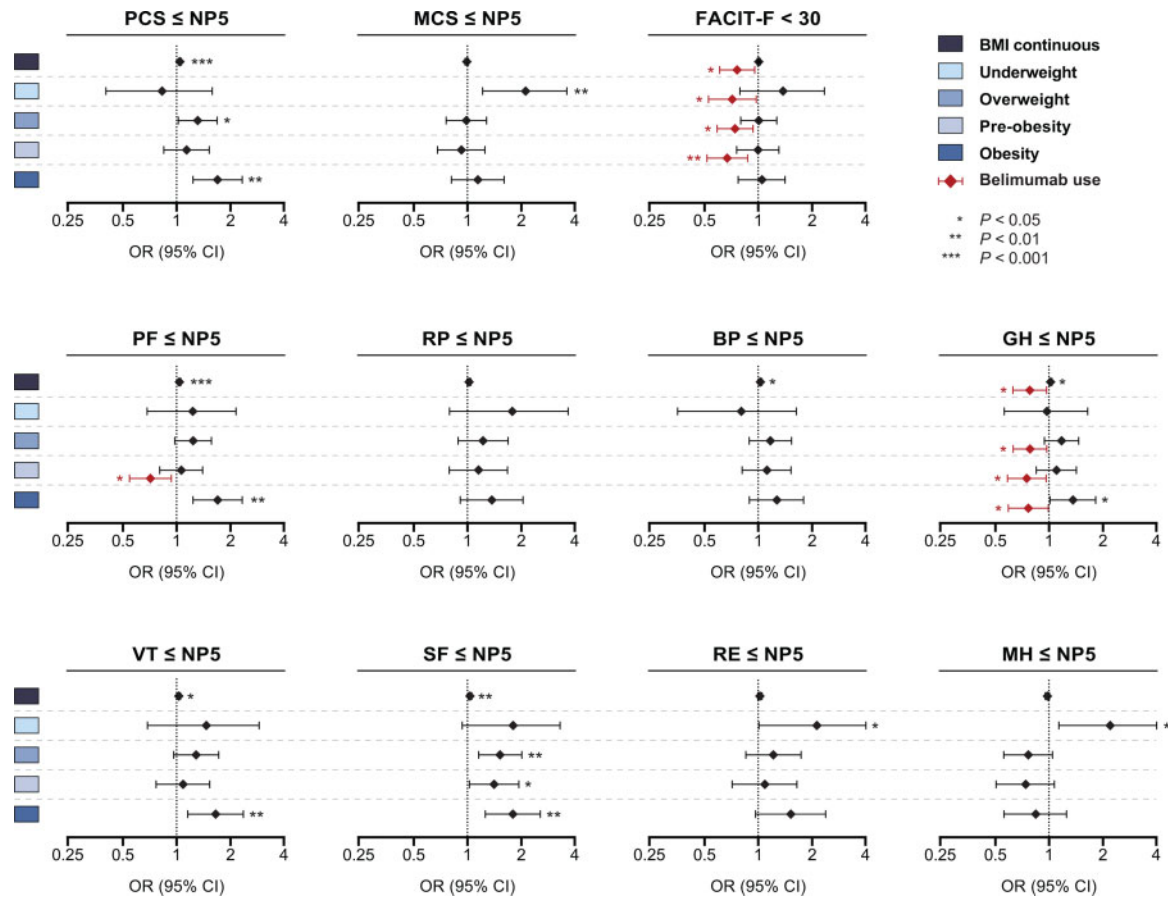 PCS ≤ NP5
MCS ≤ NP5
FACIT-F < 30
BMI continuous
Underweight
Overweight
Pre-obesity
Obesity
Belimumab use
* P < 0.05
** P < 0.01
*** P < 0.001
***
*
**
**
*
*
*
**
0.25 0.5 1 2 4
0.25 0.5 1 2 4
0.25 0.5 1 2 4
OR (95% CI)
OR (95% CI)
OR (95% CI)
PF ≤ NP5
RP ≤ NP5
BP ≤ NP5
GH ≤ NP5
***
*
**
*
*
*
*
*
*
*
0.25 0.5 1 2 4
0.25 0.5 1 2 4
0.25 0.5 1 2 4
0.25 0.5 1 2 4
OR (95% CI)
OR (95% CI)
OR (95% CI)
OR (95% CI)
VT ≤ NP5
SF ≤ NP5
RE ≤ NP5
MH ≤ NP5
*
**
**
**
*
**
*
*
0.25 0.5 1 2 4
0.25 0.5 1 2 4
0.25 0.5 1 2 4
0.25 0.5 1 2 4
OR (95% CI)
OR (95% CI)
OR (95% CI)
OR (95% CI)